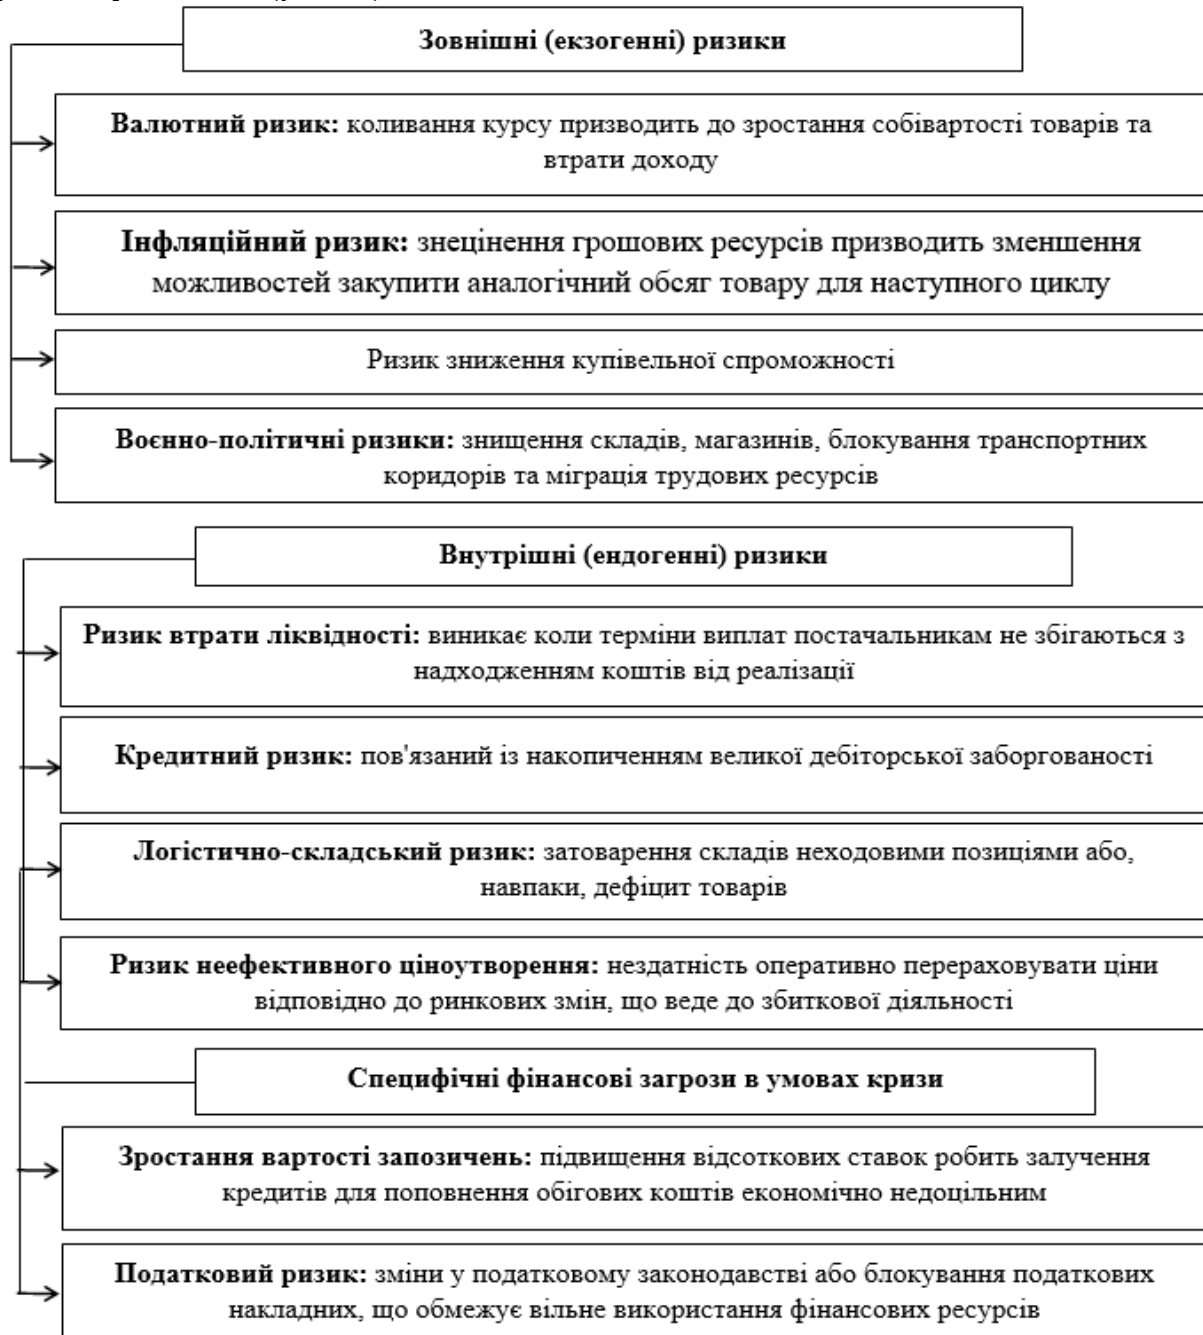 Зовнішні (екзогенні) ризики
Валютний ризик: коливання курсу призводить до зростання собівартості товарів та
втрати доходу
Інфляційний ризик: знецінення грошових ресурсів призводить зменшення
можливостей закупити аналогічний обсяг товару для наступного циклу
Ризик зниження купівельної спроможності
Воєнно-політичні ризики: знищення складів, магазинів, блокування транспортних
коридорів та міграція трудових ресурсів
Внутрішні (ендогенні) ризики
Ризик втрати ліквідності: виникає коли терміни виплат постачальникам не збігаються з
надходженням коштів від реалізації
Кредитний ризик: пов'язаний із накопиченням великої дебіторської заборгованості
Логістично-складський ризик: затоварення складів неходовими позиціями або,
навпаки, дефіцит товарів
Ризик неефективного ціноутворення: нездатність оперативно перераховувати ціни
відповідно до ринкових змін, що веде до збиткової діяльності
Специфічні фінансові загрози в умовах кризи
Зростання вартості запозичень: підвищення відсоткових ставок робить залучення
кредитів для поповнення обігових коштів економічно недоцільним
Податковий ризик: зміни у податковому законодавстві або блокування податкових
накладних, що обмежує вільне використання фінансових ресурсів